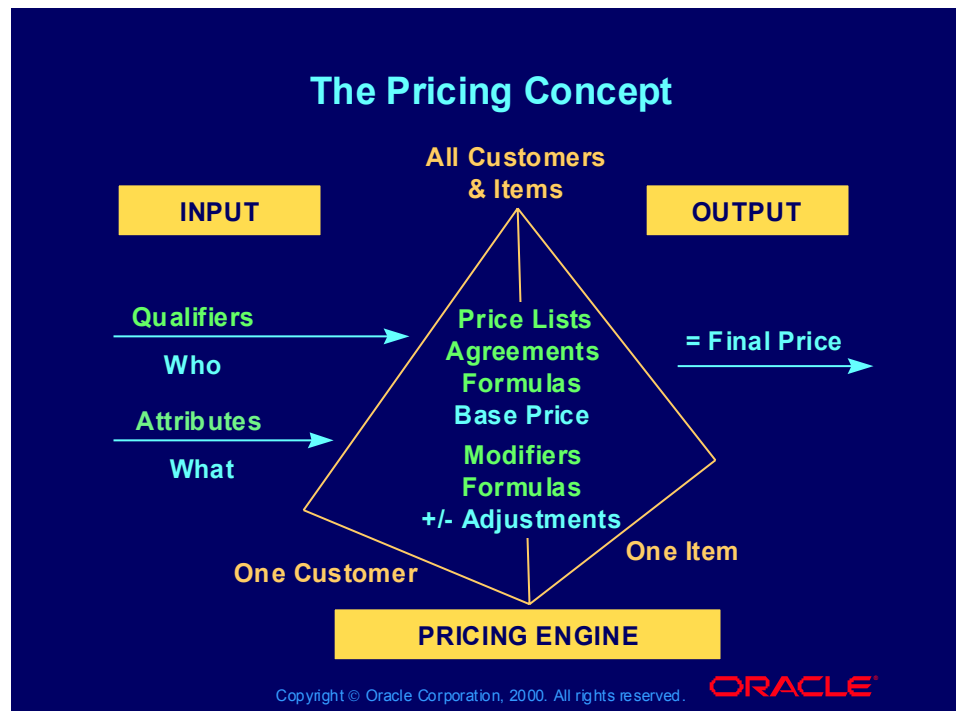 The Pricing Concept
All Customers
& Items
INPUT
OUTPUT
Qualifiers
Who
Attributes
What
Price Lists
Agreements
Formulas
Base Price
Modifiers
Formulas
+/- Adjustments
= Final Price
One Customer
One Item
PRICING ENGINE
Copyright © Oracle Corporation, 2000. All rights reserved.
ORACLE®